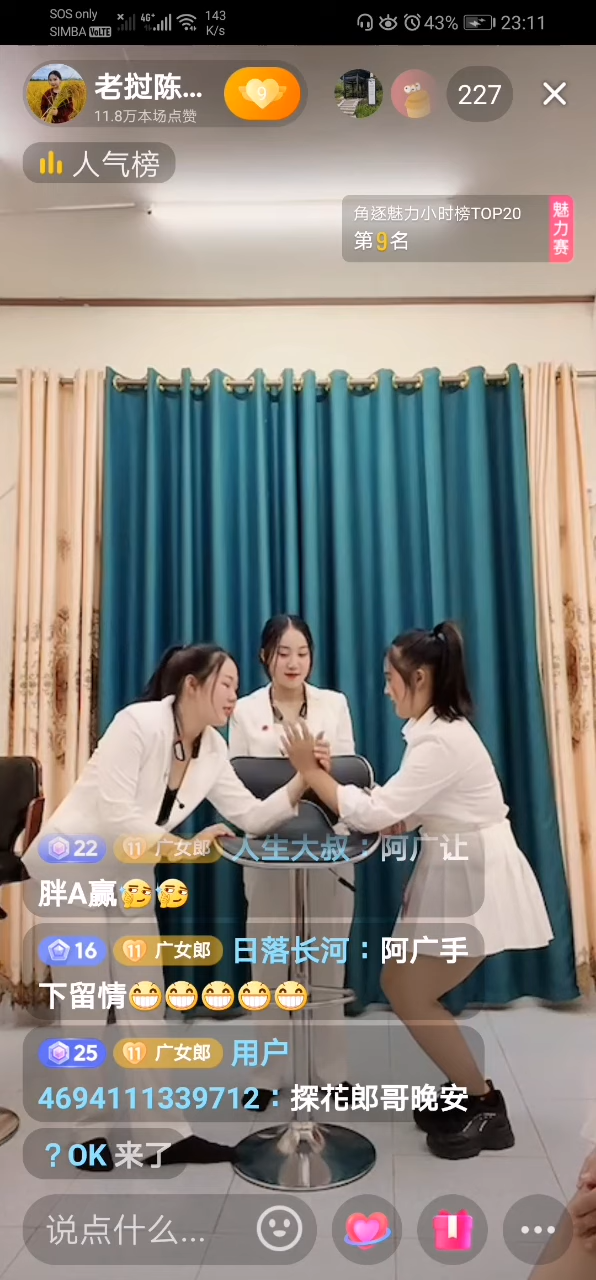 SOS only
SIMBA VoLTE
4G+
143
K/s
43%
23:11
老挝陈...
11.8万本场点赞
9
227
人气榜
角逐魅力小时榜TOP20
第9名
魅力赛
22 11 广女郎 人生大叔：阿广让
胖A赢
16 11 广女郎 日落长河：阿广手
下留情
25 11 广女郎 用户
4694111339712：探花郎哥晚安
？OK 来了
说点什么...